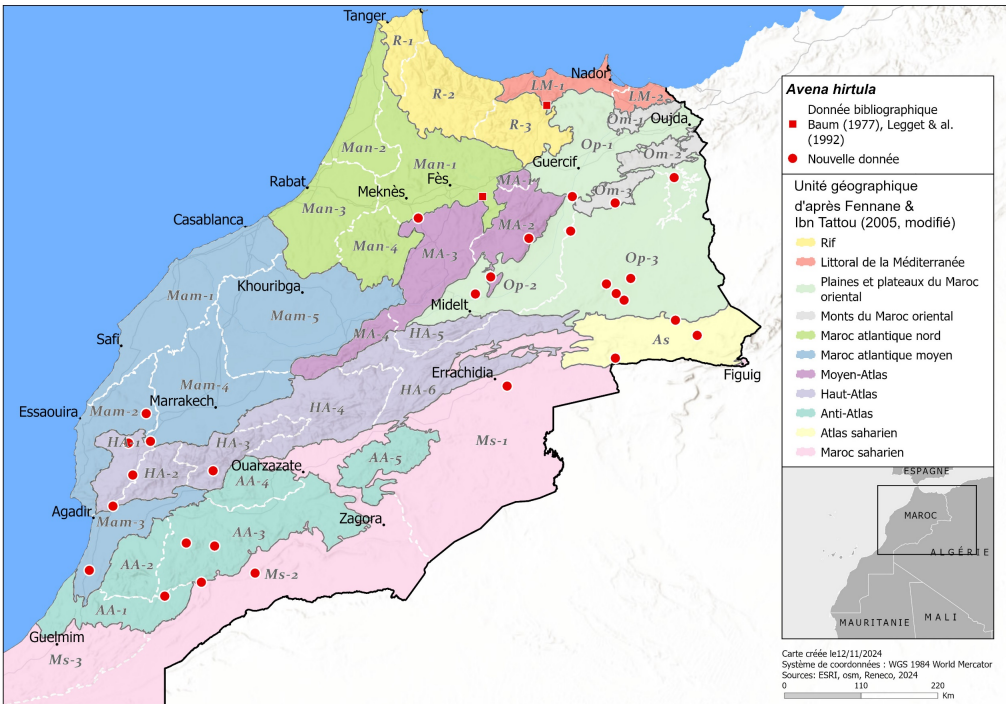 Tanger
R-1
R-2
R-3
LM-1
Nador
LM-2
Om-1
Oujda
Op-1
Om-2
Guercif
Om-3
Man-2
Man-1
Fès
Meknès
MA-1
Rabat
Man-3
Man-4
MA-2
MA-3
Casablanca
Op-3
Op-2
Khouribga
Mam-1
Mam-5
Midelt
MA-4
HA-5
As
Safi
Errachidia
Figuig
Mam-4
Marrakech
HA-6
Essaouira
Mam-2
HA-4
HA-1
HA-3
Ms-1
HA-2
Ouarzazate
AA-5
AA-4
Agadir
Mam-3
AA-3
Zagora
AA-2
Ms-2
AA-1
Guelmim
Ms-3
Avena hirtula
Donnée bibliographique
Baum (1977), Legget & al.
(1992)
Nouvelle donnée
Unité géographique
d'après Fennane &
Ibn Tattou (2005, modifié)
Rif
Littoral de la Méditerranée
Plaines et plateaux du Maroc
oriental
Monts du Maroc oriental
Maroc atlantique nord
Maroc atlantique moyen
Moyen-Atlas
Haut-Atlas
Anti-Atlas
Atlas saharien
Maroc saharien
ESPAGNE
MAROC
ALGÉRIE
MALI
MAURITANIE
Carte créée le12/11/2024
Système de coordonnées : WGS 1984 World Mercator
Sources: ESRI, osm, Reneco, 2024
0 110 220
Km